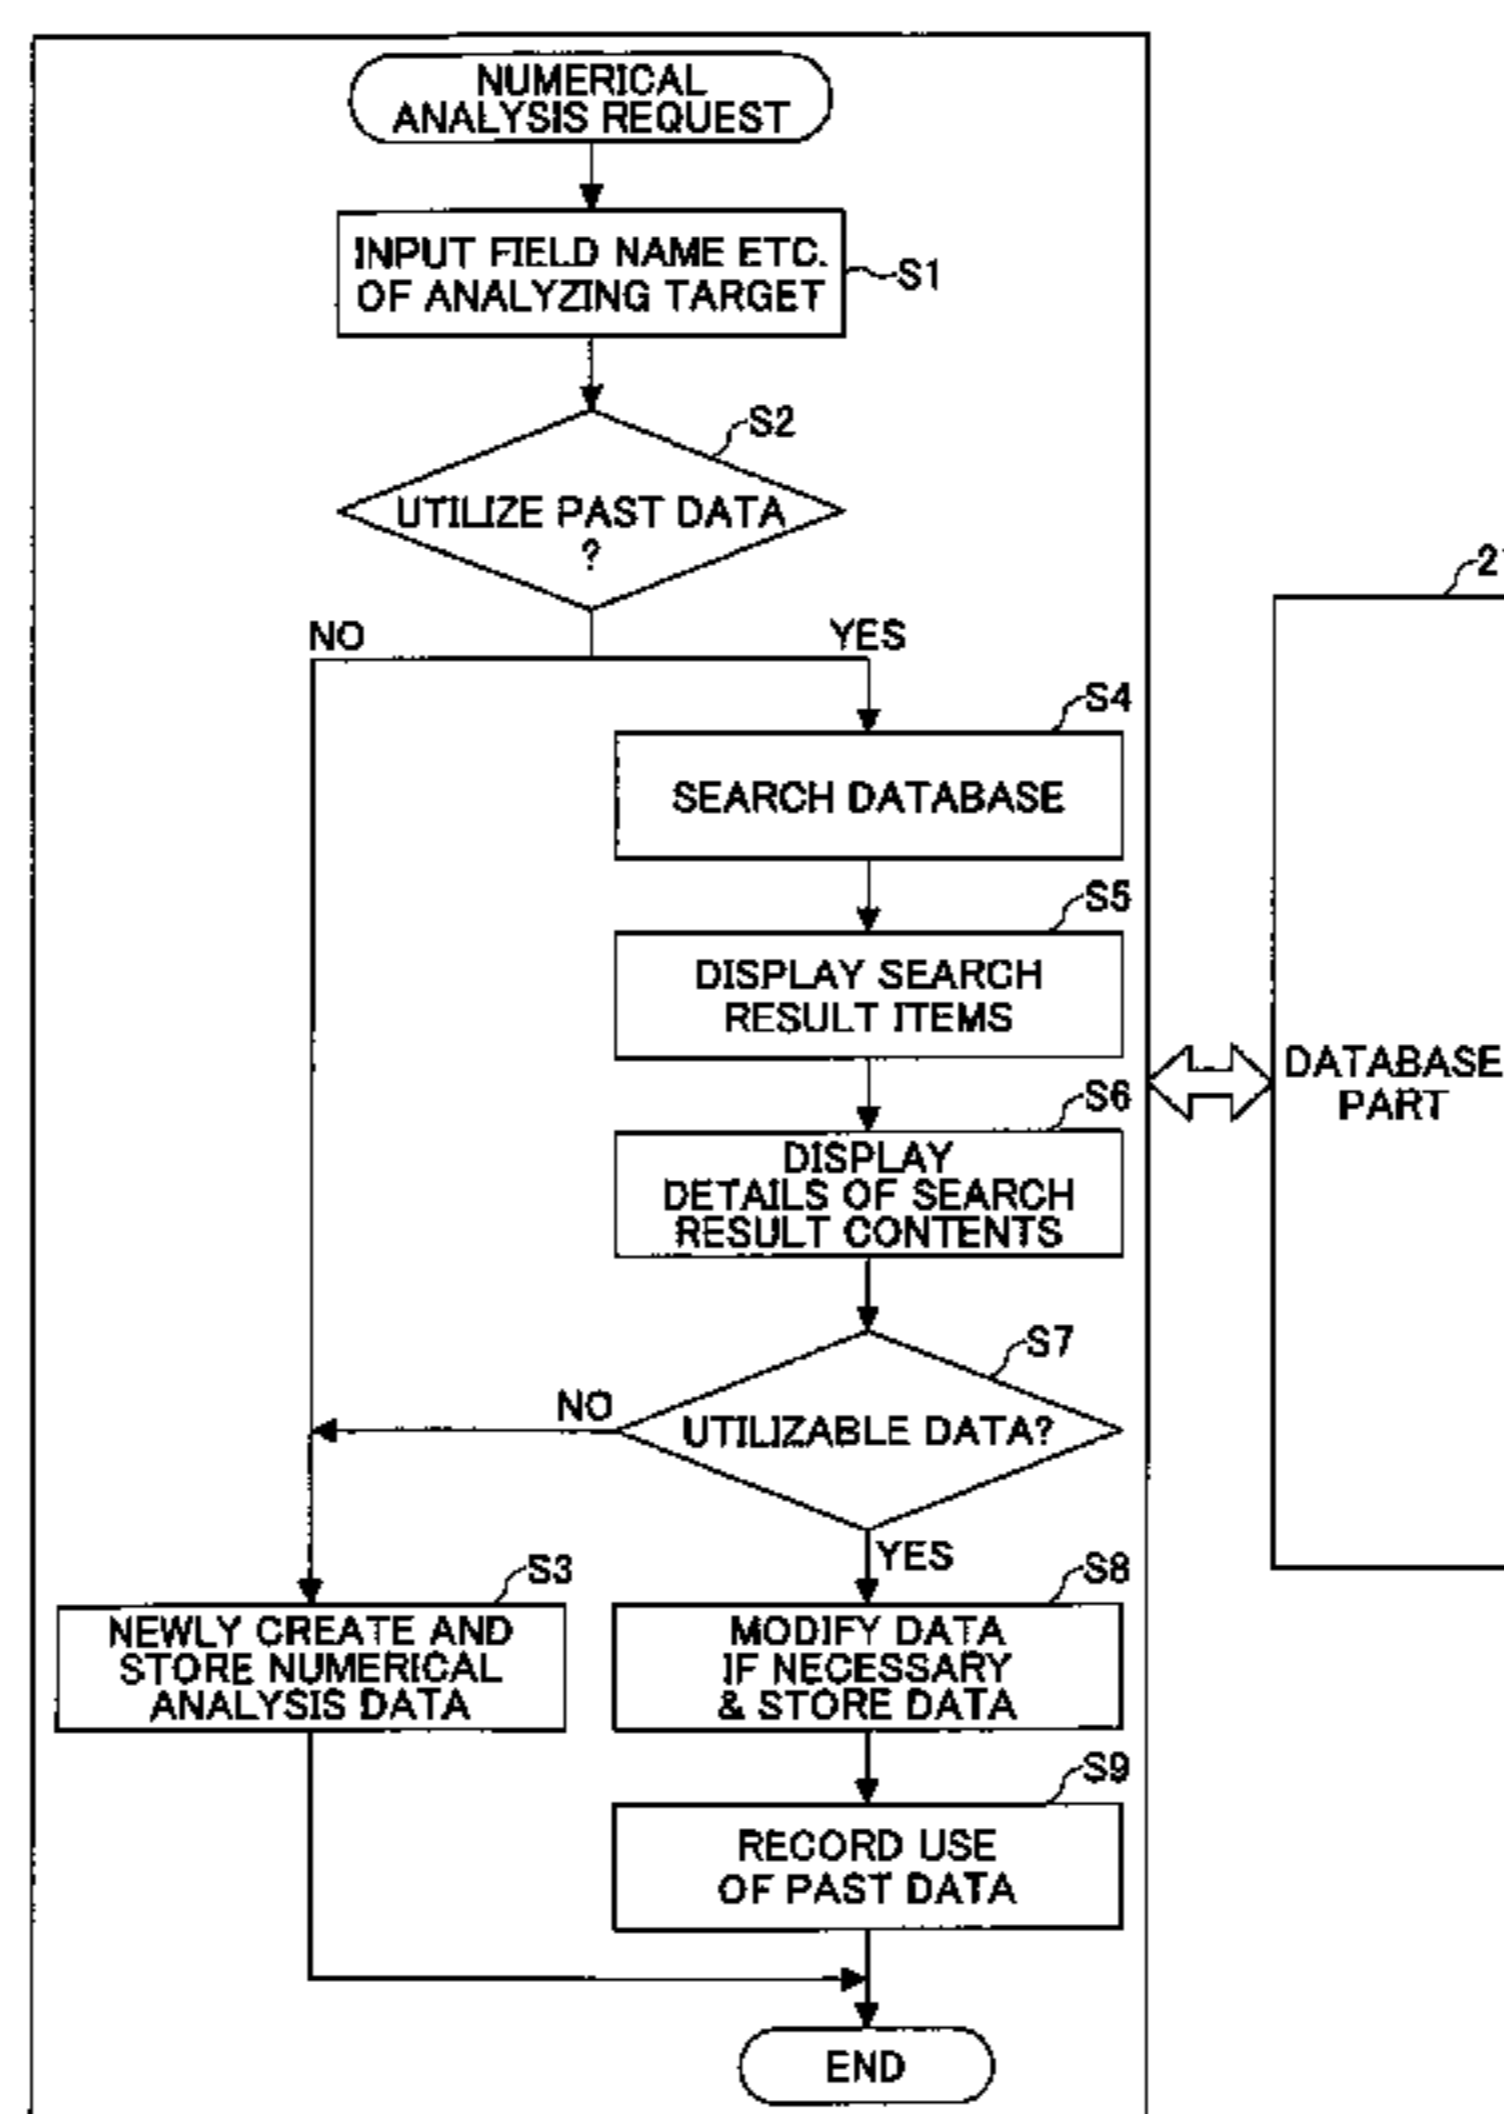 NUMERICAL
ANALYSIS REQUEST
INPUT FIELD NAME ETC.
OF ANALYZING TARGET
S1
S2
UTILIZE PAST DATA
?
NO
YES
S4
SEARCH DATABASE
S5
DISPLAY SEARCH
RESULT ITEMS
S6
DISPLAY
DETAILS OF SEARCH
RESULT CONTENTS
S7
UTILIZABLE DATA?
NO
YES
S3
NEWLY CREATE AND
STORE NUMERICAL
ANALYSIS DATA
S8
MODIFY DATA
IF NECESSARY
& STORE DATA
S9
RECORD USE
OF PAST DATA
END
DATABASE
PART